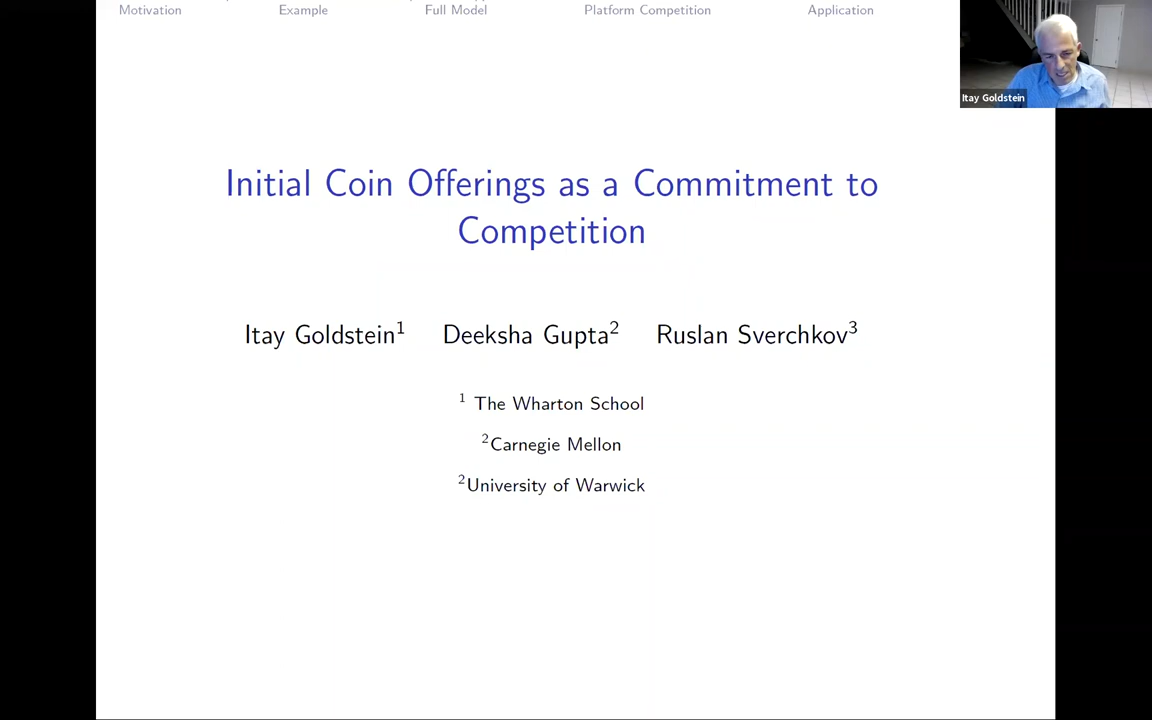 Motivation Example Full Model Platform Competition Application
Itay Goldstein
Initial Coin Offerings as a Commitment to
Competition
Itay Goldstein¹ Deeksha Gupta² Ruslan Sverchkov³
¹ The Wharton School
²Carnegie Mellon
²University of Warwick